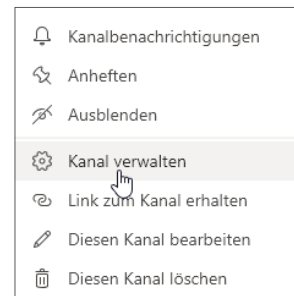 Kanalbenachrichtigungen
Anheften
Ausblenden
Kanal verwalten
Link zum Kanal erhalten
Diesen Kanal bearbeiten
Diesen Kanal löschen